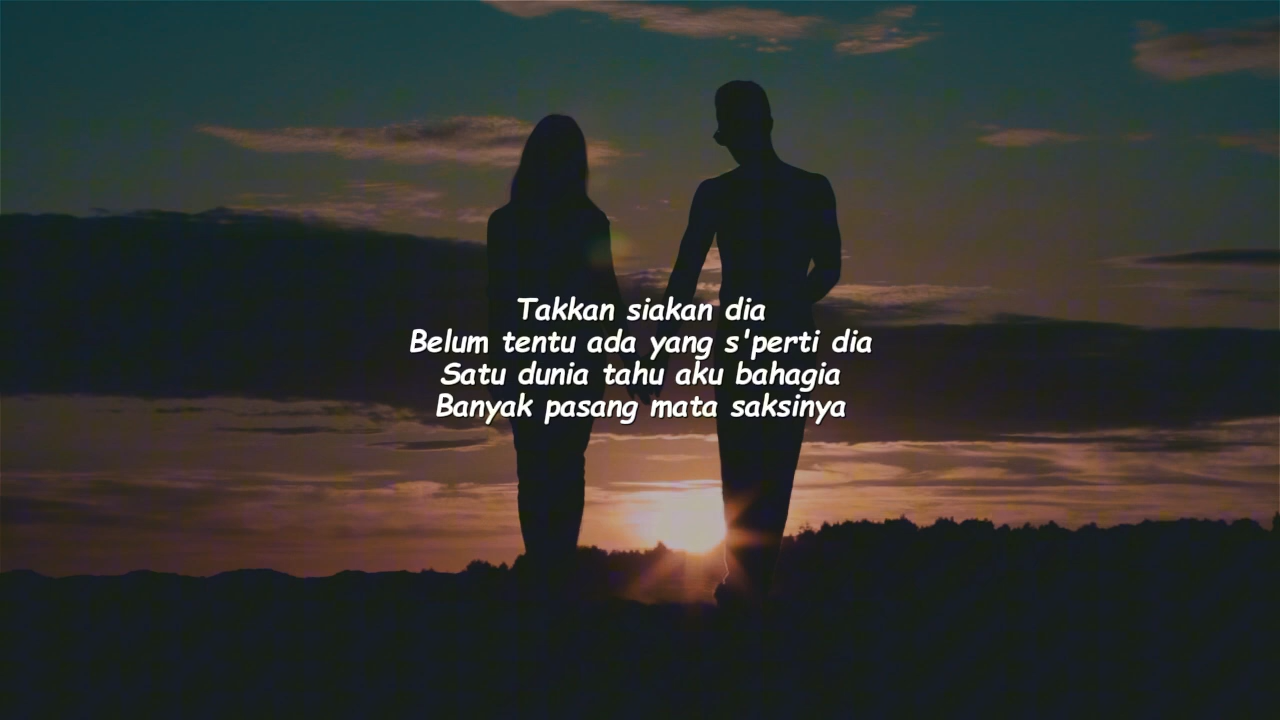 Takkan siakan dia
Belum tentu ada yang s'perti dia
Satu dunia tahu aku bahagia
Banyak pasang mata saksinya